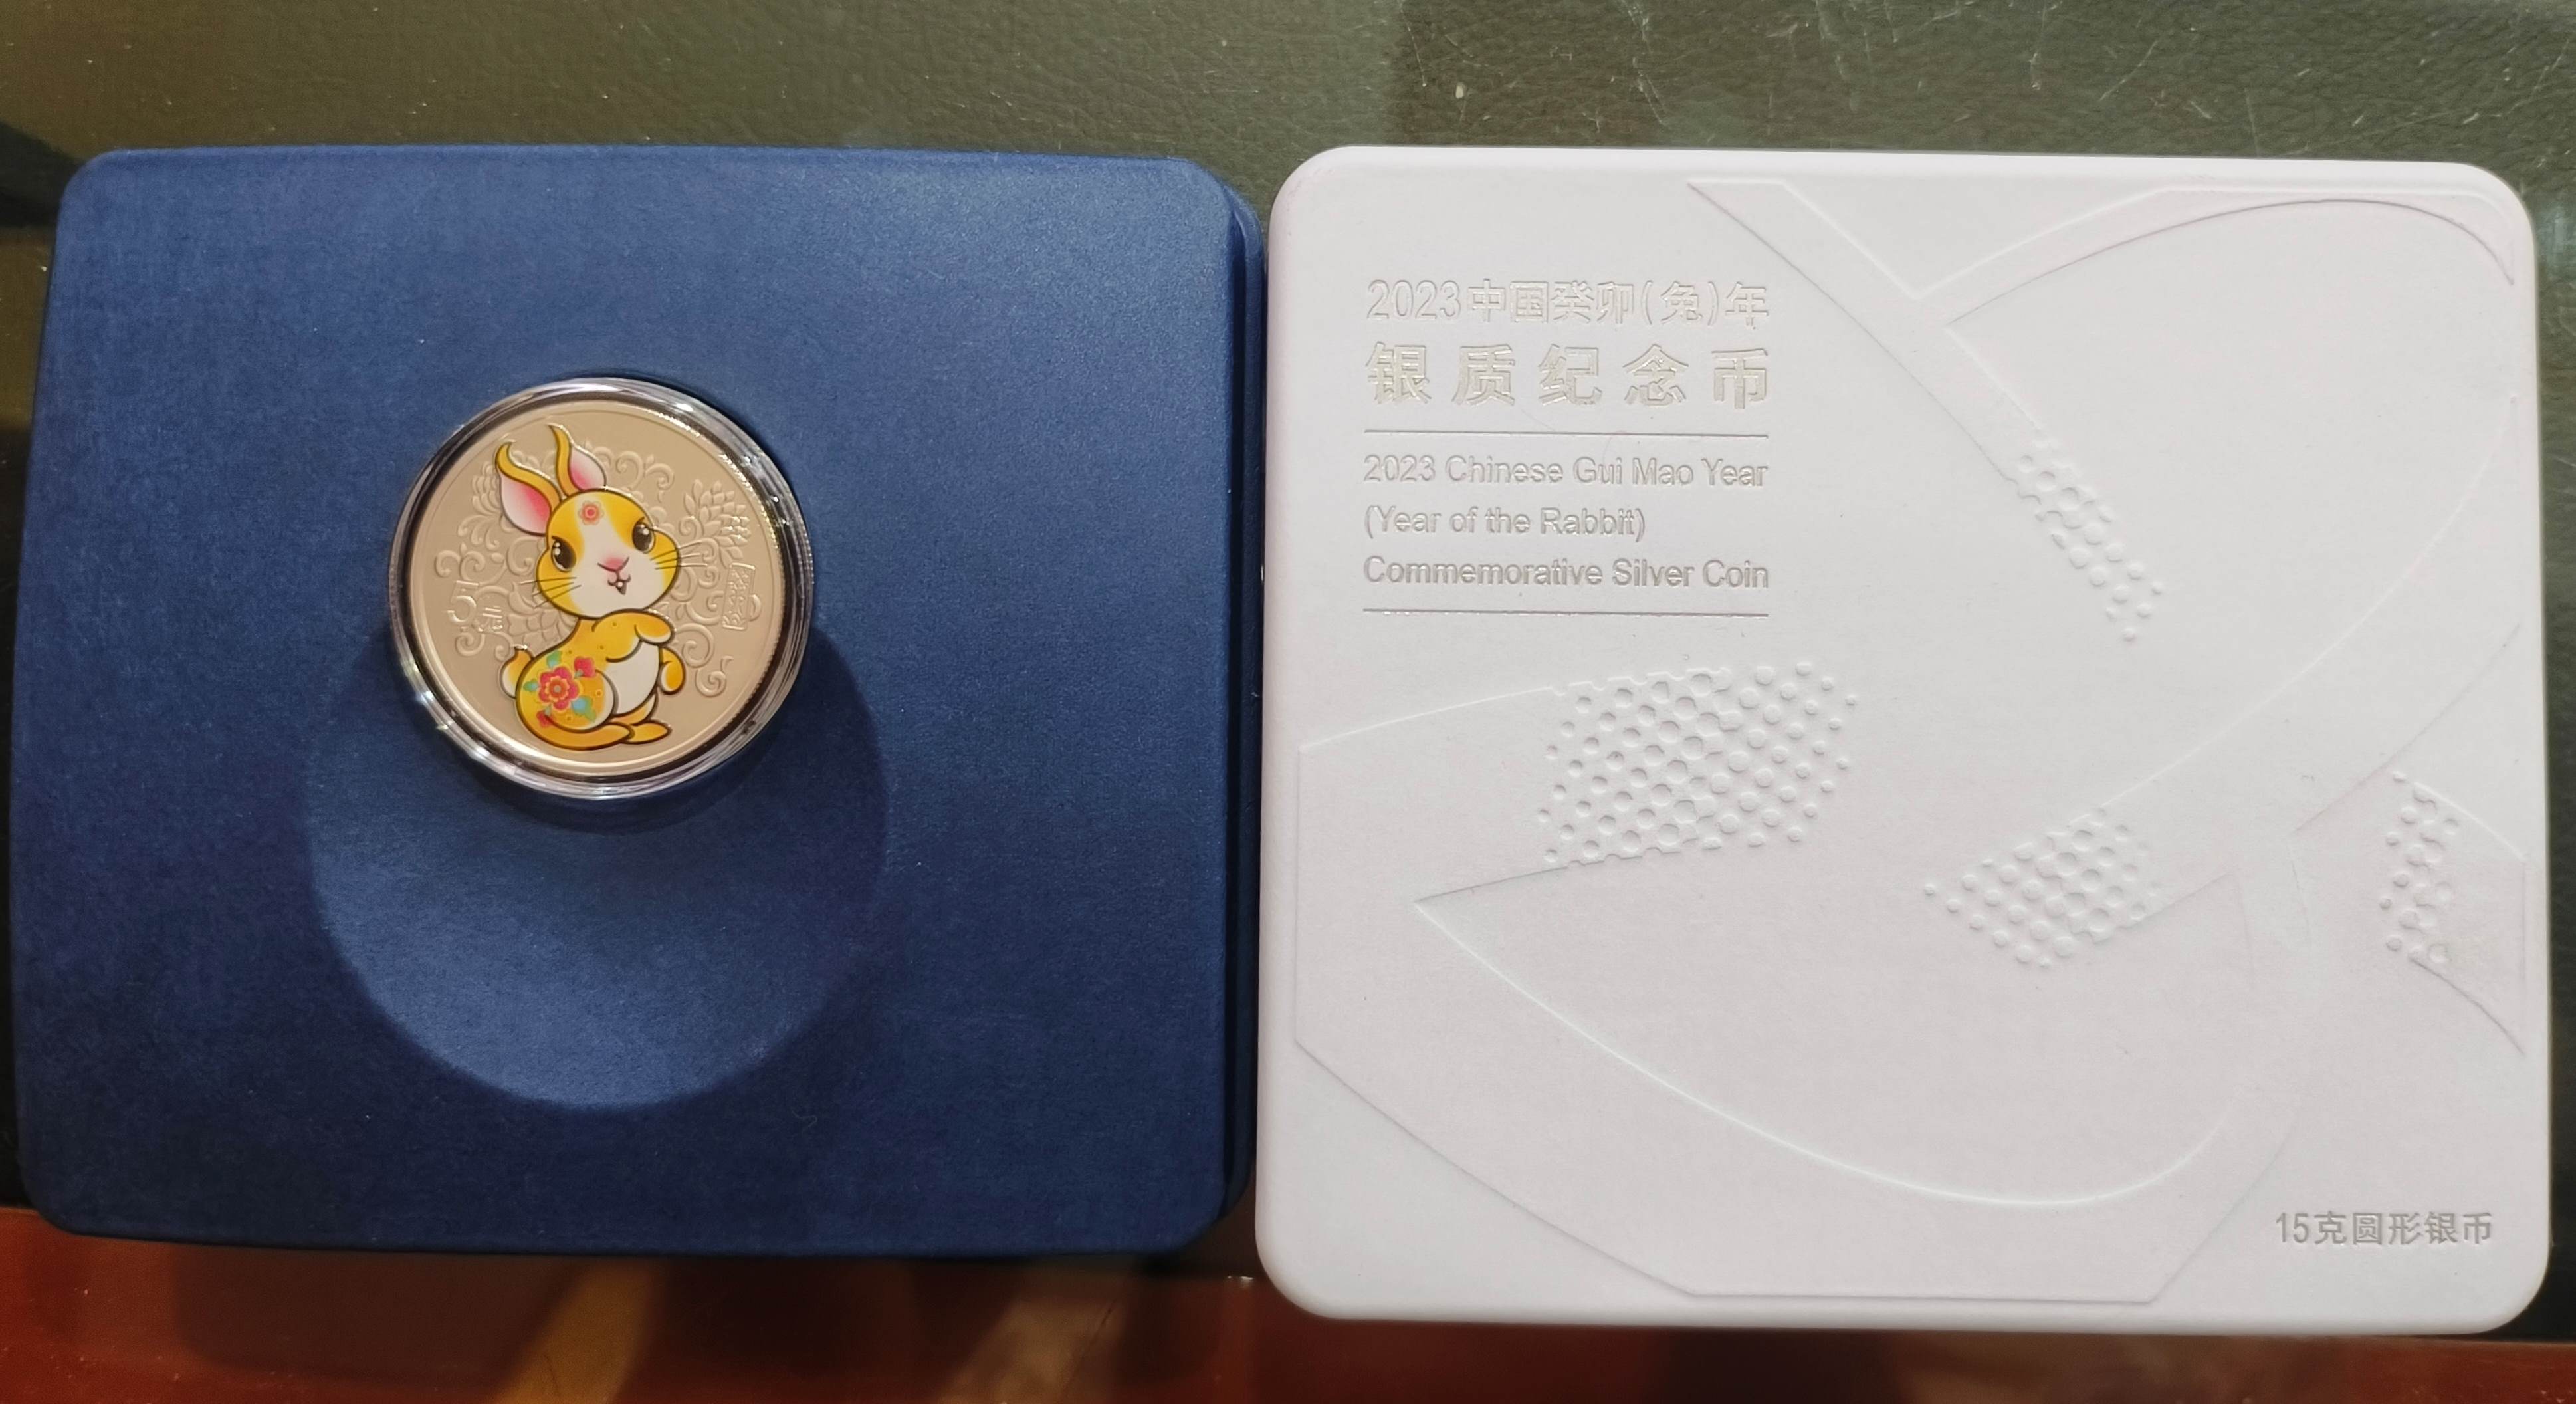 5元
2023中国癸卯(兔)年
银质纪念币
2023 Chinese Gui Mao Year
(Year of the Rabbit)
Commemorative Silver Coin
15克圆形银币